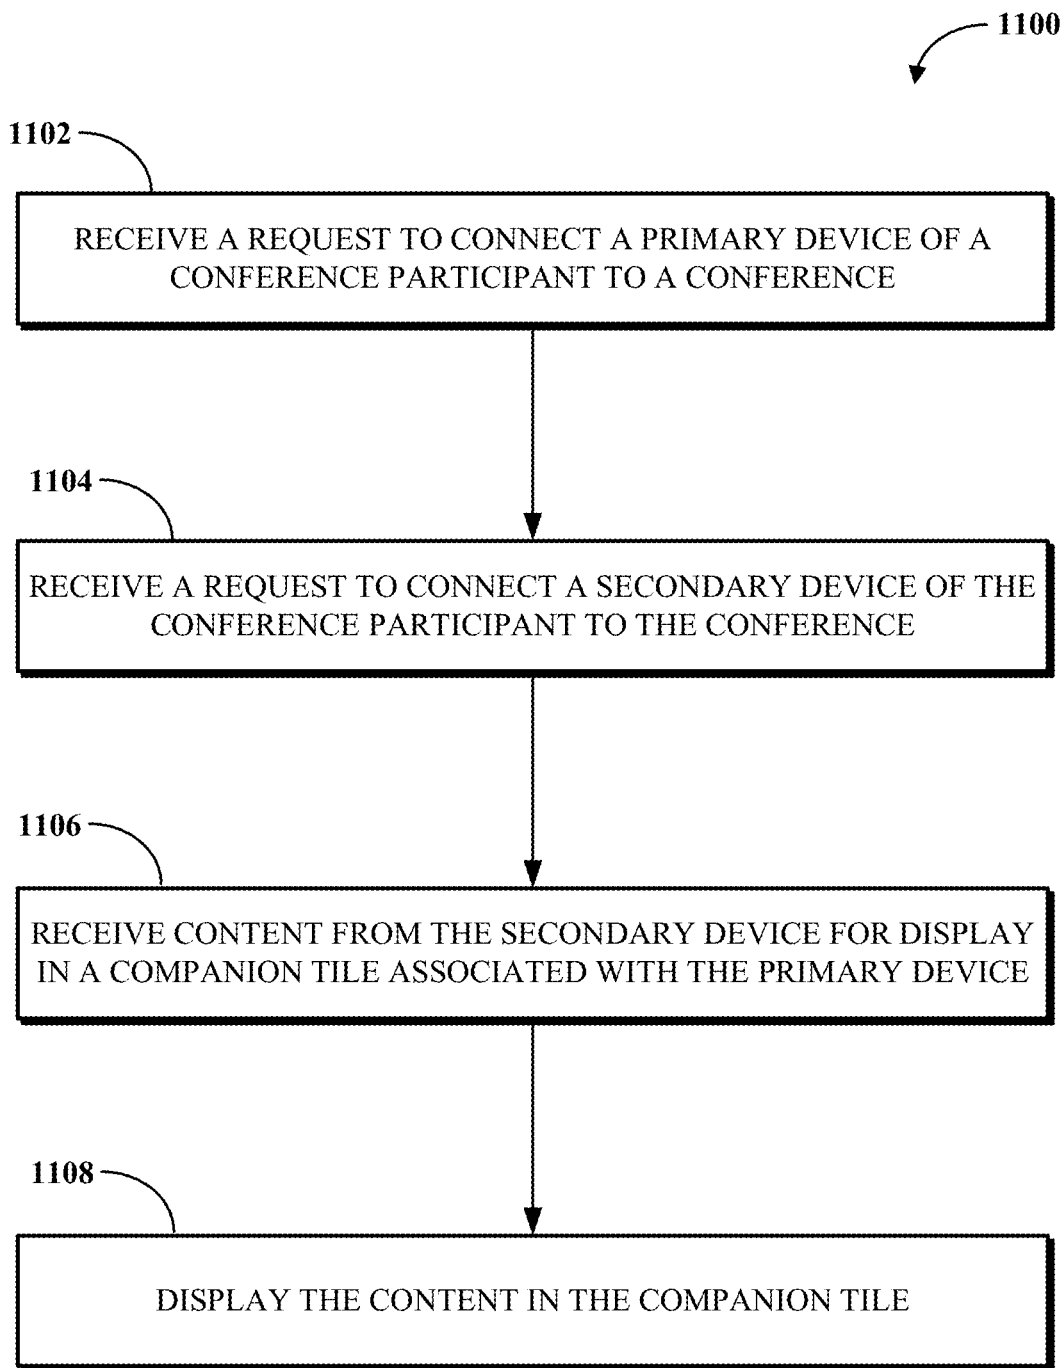 1100
1102
RECEIVE A REQUEST TO CONNECT A PRIMARY DEVICE OF A
CONFERENCE PARTICIPANT TO A CONFERENCE
1104
RECEIVE A REQUEST TO CONNECT A SECONDARY DEVICE OF THE
CONFERENCE PARTICIPANT TO THE CONFERENCE
1106
RECEIVE CONTENT FROM THE SECONDARY DEVICE FOR DISPLAY
IN A COMPANION TILE ASSOCIATED WITH THE PRIMARY DEVICE
1108
DISPLAY THE CONTENT IN THE COMPANION TILE